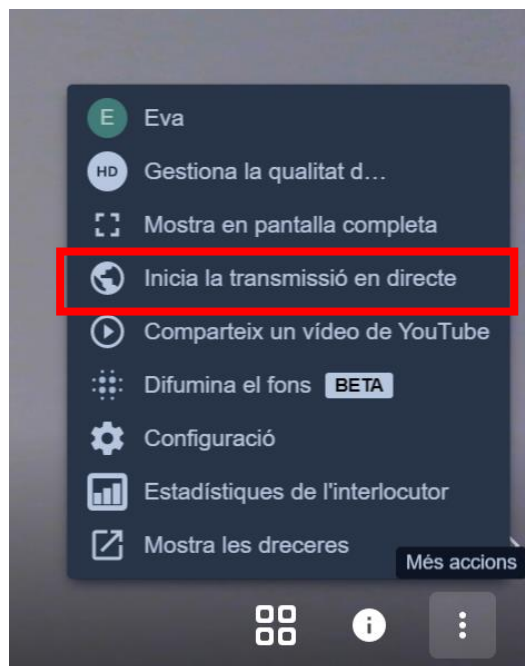 E Eva
HD Gestiona la qualitat d…
Mostra en pantalla completa
Inicia la transmissió en directe
Comparteix un vídeo de YouTube
Difumina el fons BETA
Configuració
Estadístiques de l'interlocutor
Mostra les dreceres
Més accions